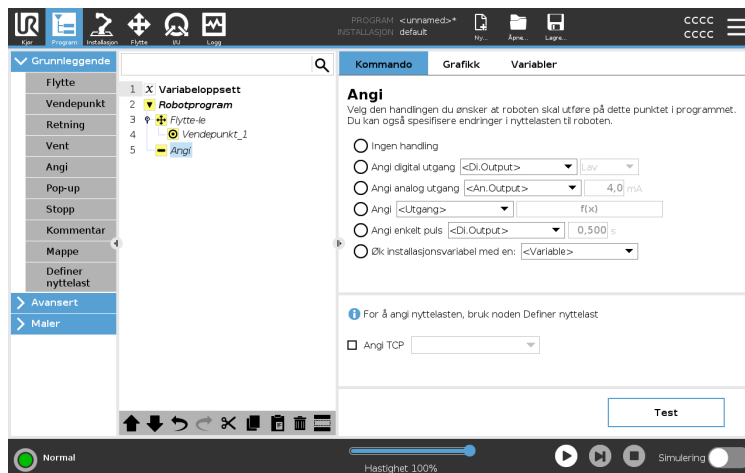 UR
Kjør
Program
Installasjon
Flytte
I/U
Logg
PROGRAM <unnamed>*
INSTALLASJON default
Ny...
Åpne...
Lagre...
cccc
cccc
Grunnleggende
Flytte
Vendepunkt
Retning
Vent
Angi
Pop-up
Stopp
Kommentar
Mappe
Definer
nyttelast
Avansert
Maler
1 X Variabeloppsett
2 Robotprogram
3 Flytte-le
4 Vendepunkt_1
5 Angi
Kommando Grafikk Variabler
Angi
Velg den handlingen du ønsker at roboten skal utføre på dette punktet i programmet.
Du kan også spesifisere endringer i nyttelasten til roboten.
Ingen handling
Angi digital utgang <Di.Output> Lav
Angi analog utgang <An.Output> 4,0 mA
Angi <Utgang> f(x)
Angi enkelt puls <Di.Output> 0,500 s
Øk installasjonsvariabel med en: <Variable>
For å angi nyttelasten, bruk noden Definer nyttelast
Angi TCP
Test
Normal
Hastighet 100%
Simulering